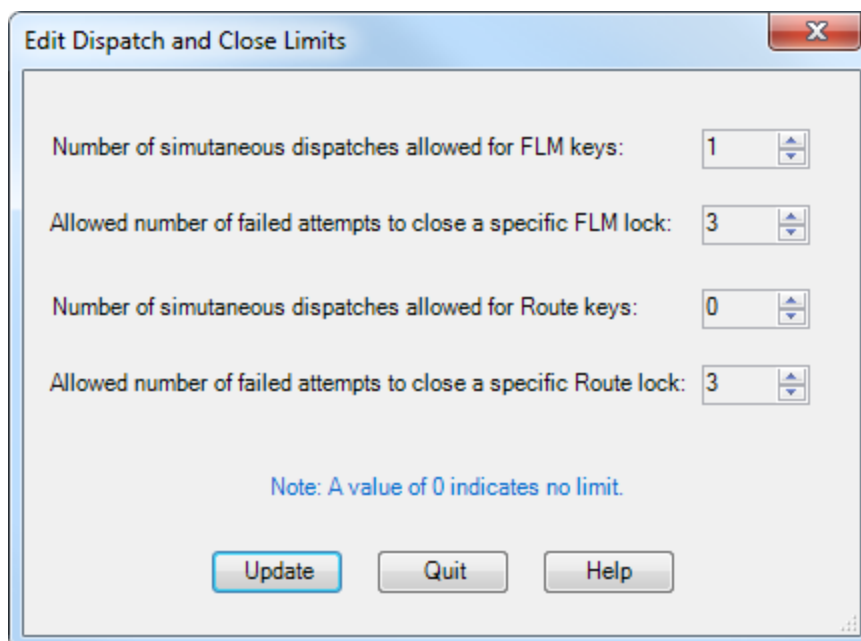 Edit Dispatch and Close Limits
Number of simutaneous dispatches allowed for FLM keys: 1
Allowed number of failed attempts to close a specific FLM lock: 3
Number of simutaneous dispatches allowed for Route keys: 0
Allowed number of failed attempts to close a specific Route lock: 3
Note: A value of 0 indicates no limit.
Update Quit Help